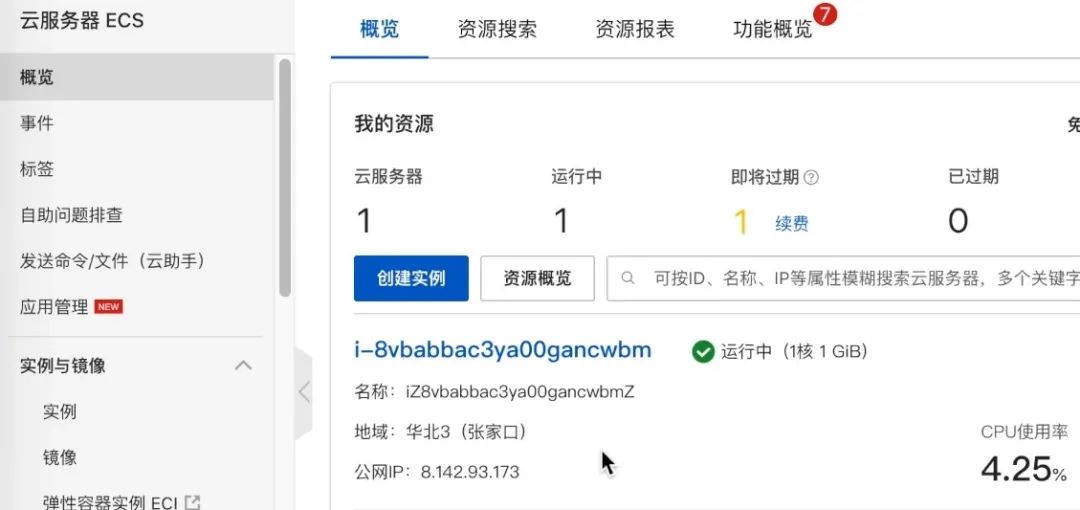 云服务器 ECS
概览
事件
标签
自助问题排查
发送命令/文件（云助手）
应用管理 NEW
实例与镜像
实例
镜像
弹性容器实例 ECI
概览 资源搜索 资源报表 功能概览 7
我的资源
云服务器 运行中 即将过期 ? 已过期
1 1 1 续费 0
创建实例 资源概览 可按ID、名称、IP等属性模糊搜索云服务器，多个关键字
i-8vbabbac3ya00gancwbm 运行中（1核 1 GiB）
名称：iZ8vbabbac3ya00gancwbmZ
地域：华北3（张家口）
CPU使用率
公网IP：8.142.93.173
4.25%